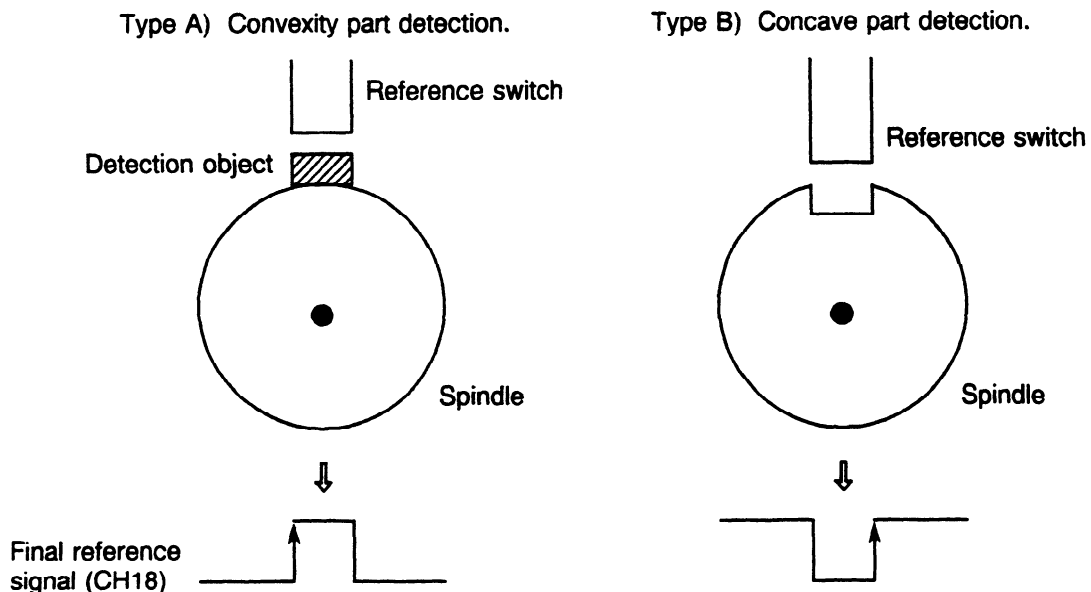 Type A) Convexity part detection.
Type B) Concave part detection.
Reference switch
Reference switch
Detection object
Spindle
Spindle
Final reference
signal (CH18)